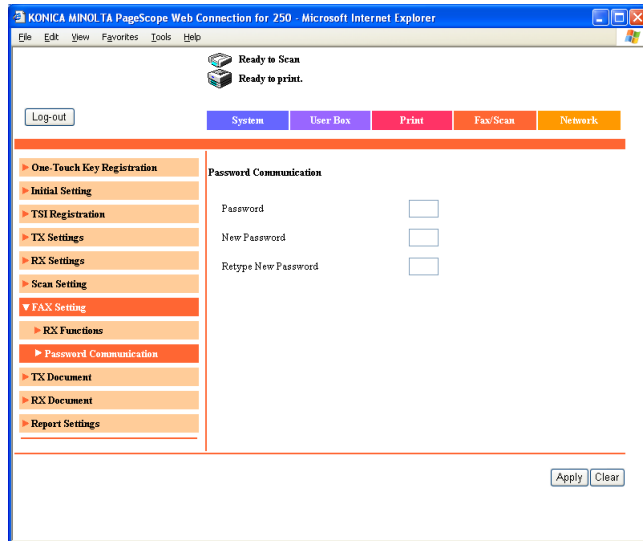 KONICA MINOLTA PageScope Web Connection for 250 - Microsoft Internet Explorer
File Edit View Favorites Tools Help
Ready to Scan
Ready to print.
Log-out
System User Box Print Fax/Scan Network
One-Touch Key Registration
Initial Setting
TSI Registration
TX Settings
RX Settings
Scan Setting
FAX Setting
RX Functions
Password Communication
TX Document
RX Document
Report Settings
Password Communication
Password
New Password
Retype New Password
Apply Clear